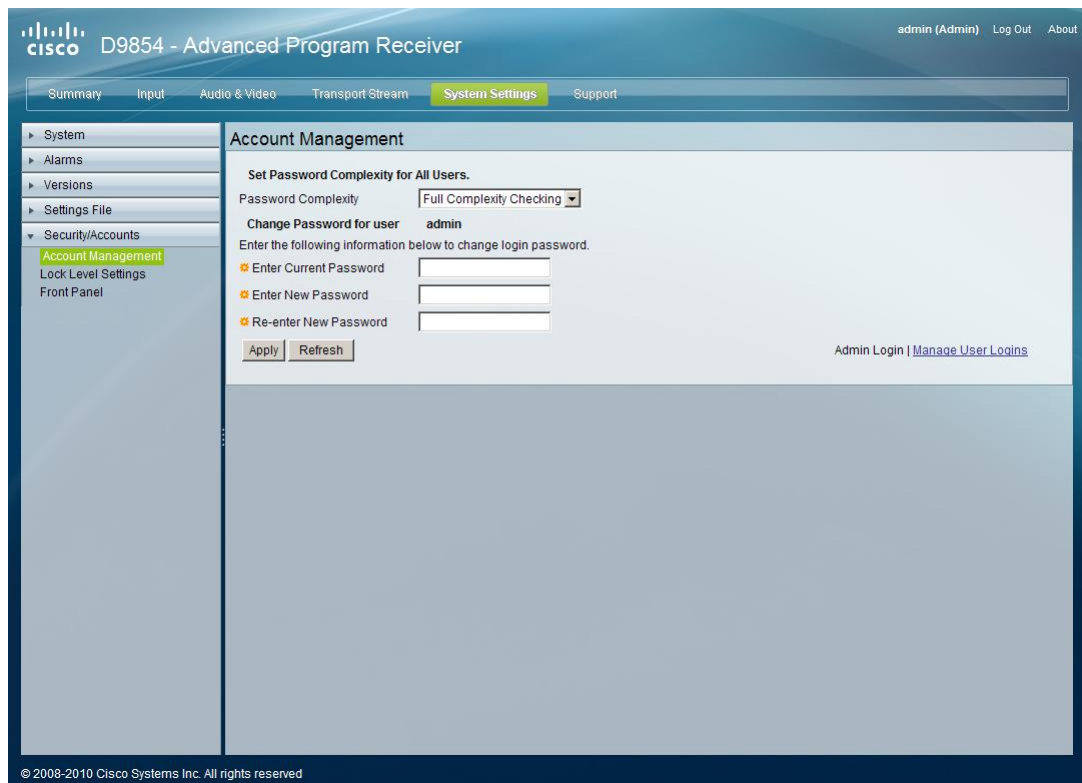 CISCO D9854 - Advanced Program Receiver
admin (Admin) Log Out About
Summary Input Audio & Video Transport Stream System Settings Support
System
Alarms
Versions
Settings File
Security/Accounts
Account Management
Lock Level Settings
Front Panel
Account Management
Set Password Complexity for All Users.
Password Complexity Full Complexity Checking
Change Password for user admin
Enter the following information below to change login password.
Enter Current Password
Enter New Password
Re-enter New Password
Apply Refresh
Admin Login | Manage User Logins
© 2008-2010 Cisco Systems Inc. All rights reserved